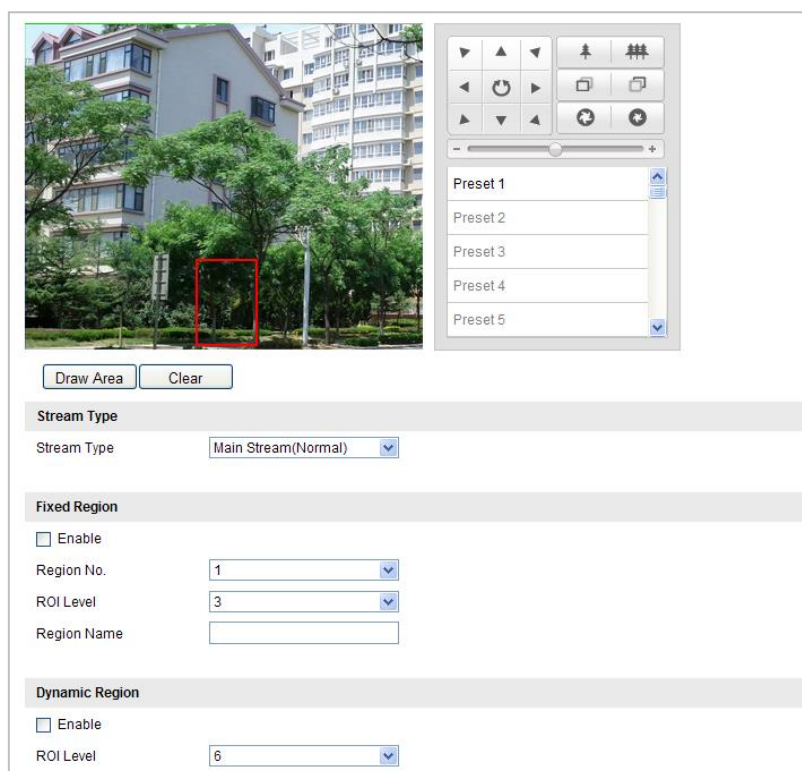 Preset 1
Preset 2
Preset 3
Preset 4
Preset 5
Draw Area Clear
Stream Type
Stream Type Main Stream(Normal)
Fixed Region
Enable
Region No. 1
ROI Level 3
Region Name
Dynamic Region
Enable
ROI Level 6